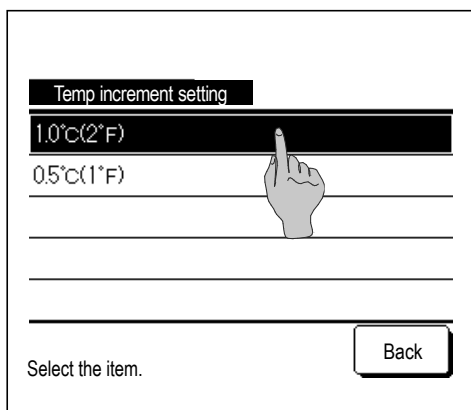 Temp increment setting
1.0°C(2°F)
0.5°C(1°F)
Select the item.
Back